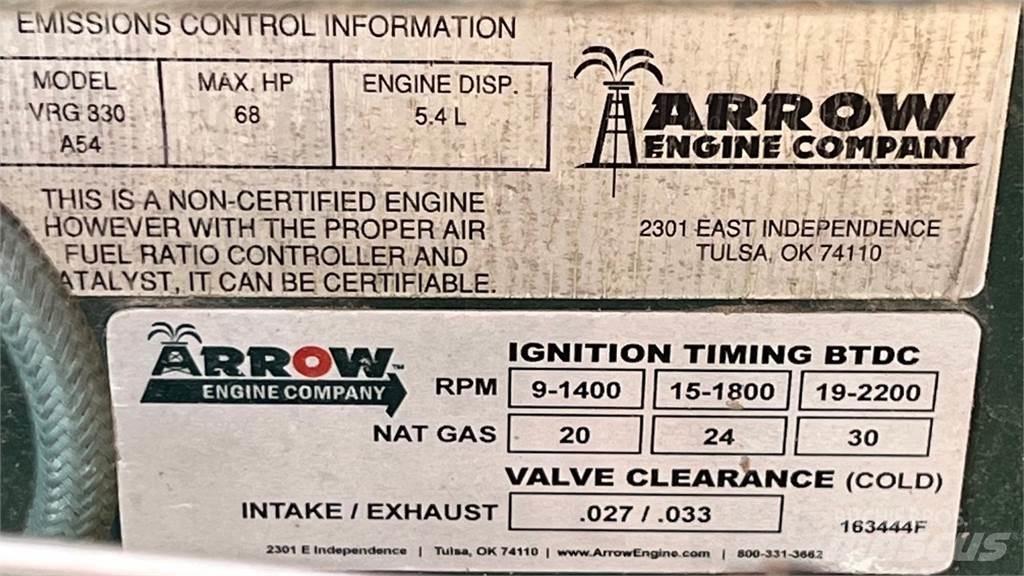 EMISSIONS CONTROL INFORMATION
MODEL MAX. HP ENGINE DISP.
VRG 330 68 5.4 L
A54
ARROW
ENGINE COMPANY
THIS IS A NON-CERTIFIED ENGINE
HOWEVER WITH THE PROPER AIR
FUEL RATIO CONTROLLER AND
ATALYST, IT CAN BE CERTIFIABLE.
2301 EAST INDEPENDENCE
TULSA, OK 74110
ARROW™
ENGINE COMPANY
IGNITION TIMING BTDC
RPM 9-1400 15-1800 19-2200
NAT GAS 20 24 30
VALVE CLEARANCE (COLD)
INTAKE / EXHAUST .027 / .033
163444F
2301 E Independence | Tulsa, OK 74110 | www.ArrowEngine.com | 800-331-3662